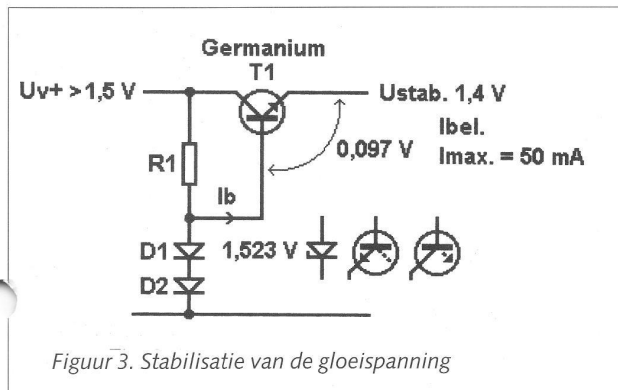 Germanium
T1
Uv+ >1,5 V
Ustab. 1,4 V
Ibel.
0,097 V
Imax. = 50 mA
R1
Ib
D1
1,523 V
D2
Figuur 3. Stabilisatie van de gloeispanning